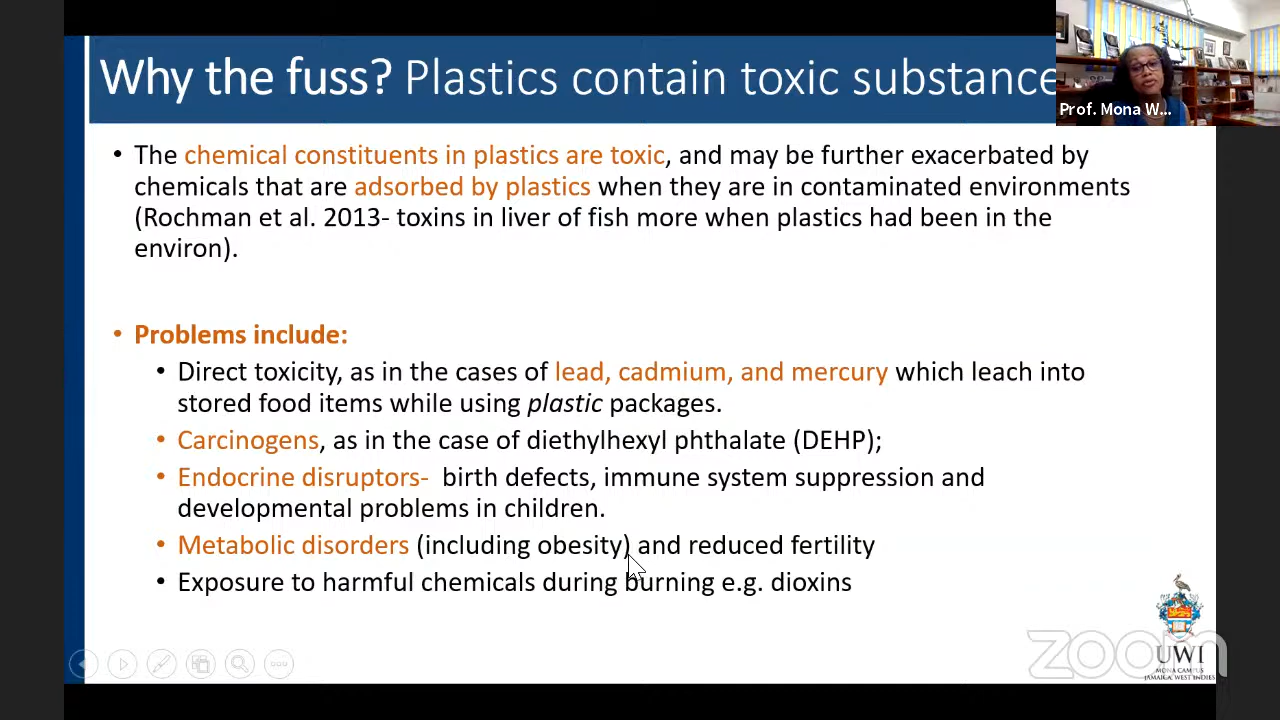 Why the fuss? Plastics contain toxic substance
Prof. Mona W...
• The chemical constituents in plastics are toxic, and may be further exacerbated by
chemicals that are adsorbed by plastics when they are in contaminated environments
(Rochman et al. 2013- toxins in liver of fish more when plastics had been in the
environ).
• Problems include:
• Direct toxicity, as in the cases of lead, cadmium, and mercury which leach into
stored food items while using plastic packages.
• Carcinogens, as in the case of diethylhexyl phthalate (DEHP);
• Endocrine disruptors- birth defects, immune system suppression and
developmental problems in children.
• Metabolic disorders (including obesity) and reduced fertility
• Exposure to harmful chemicals during burning e.g. dioxins
zoom
UWI
MONA CAMPUS
JAMAICA, WEST INDIES